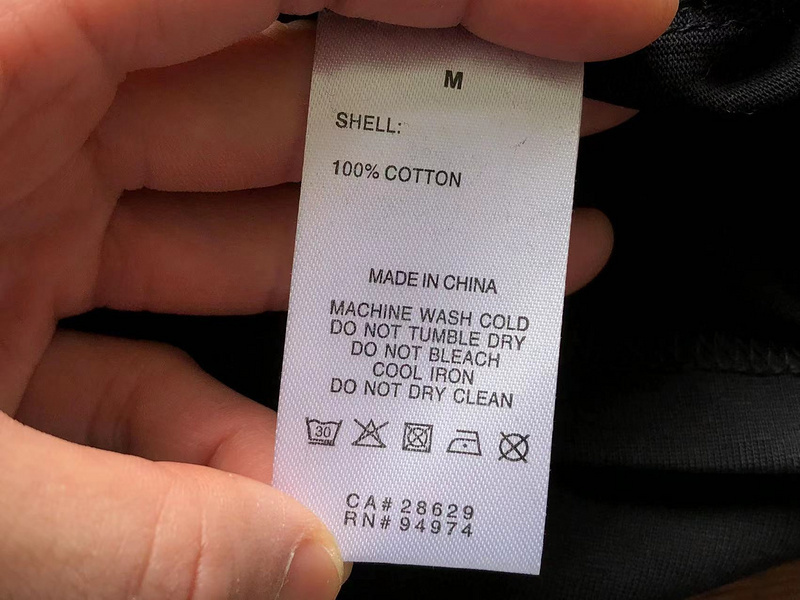 M
SHELL:
100% COTTON
MADE IN CHINA
MACHINE WASH COLD
DO NOT TUMBLE DRY
DO NOT BLEACH
COOL IRON
DO NOT DRY CLEAN
30
CA# 28629
RN# 94974